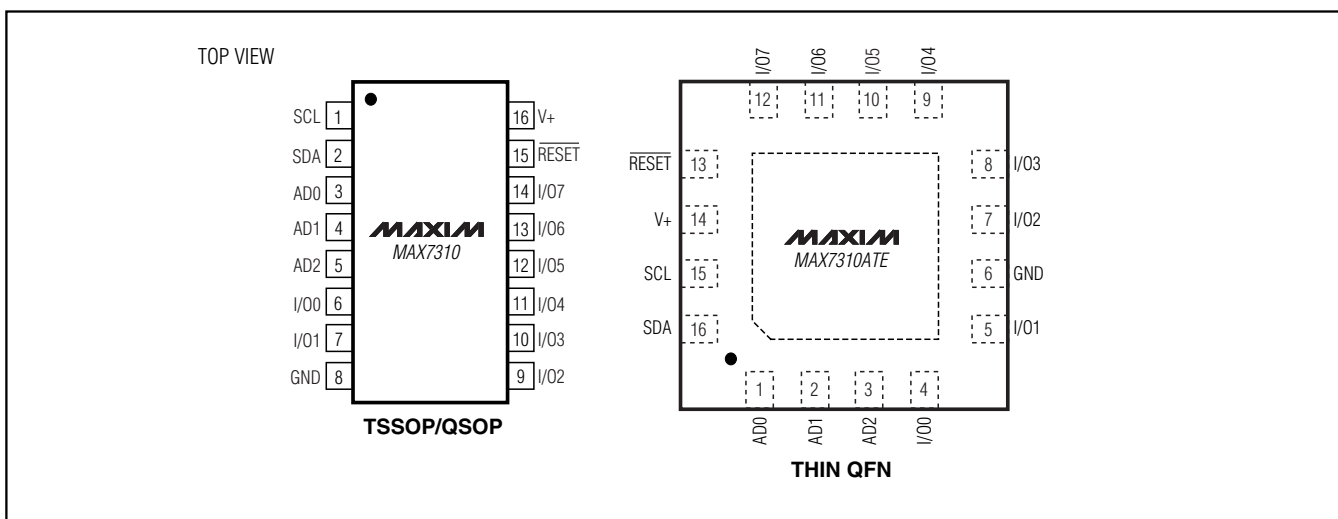 TOP VIEW
SCL 1
SDA 2
AD0 3
AD1 4
AD2 5
I/O0 6
I/O1 7
GND 8
16 V+
15 RESET
14 I/O7
13 I/O6
12 I/O5
11 I/O4
10 I/O3
9 I/O2
MAXIM
MAX7310
TSSOP/QSOP
I/O7 I/O6 I/O5 I/O4
12 11 10 9
RESET 13
V+ 14
SCL 15
SDA 16
8 I/O3
7 I/O2
6 GND
5 I/O1
MAXIM
MAX7310ATE
1 2 3 4
AD0 AD1 AD2 I/O0
THIN QFN